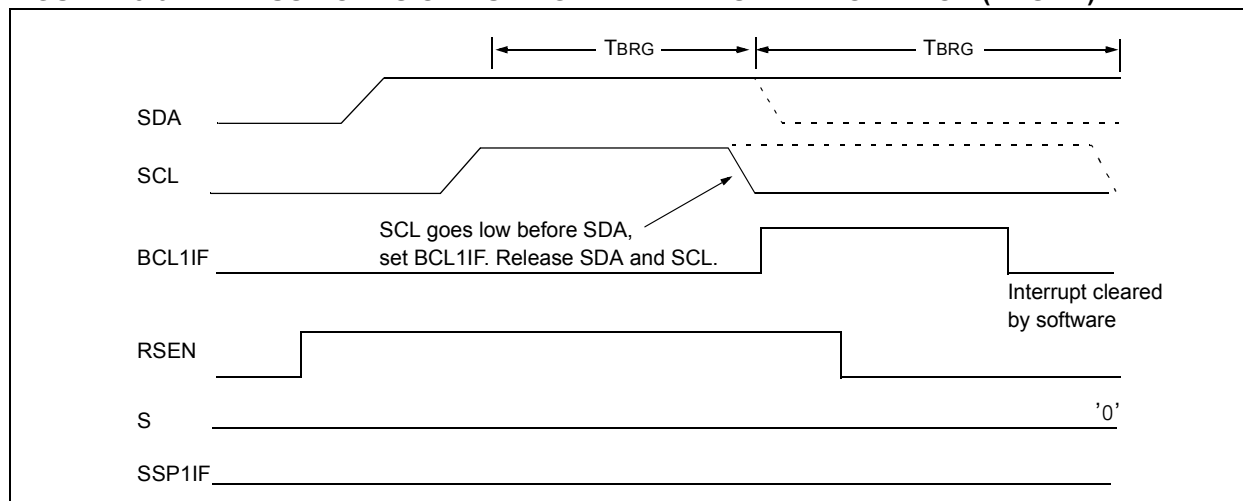 TBRG TBRG
SDA
SCL
SCL goes low before SDA,
set BCL1IF. Release SDA and SCL.
BCL1IF
Interrupt cleared
by software
RSEN
S '0'
SSP1IF